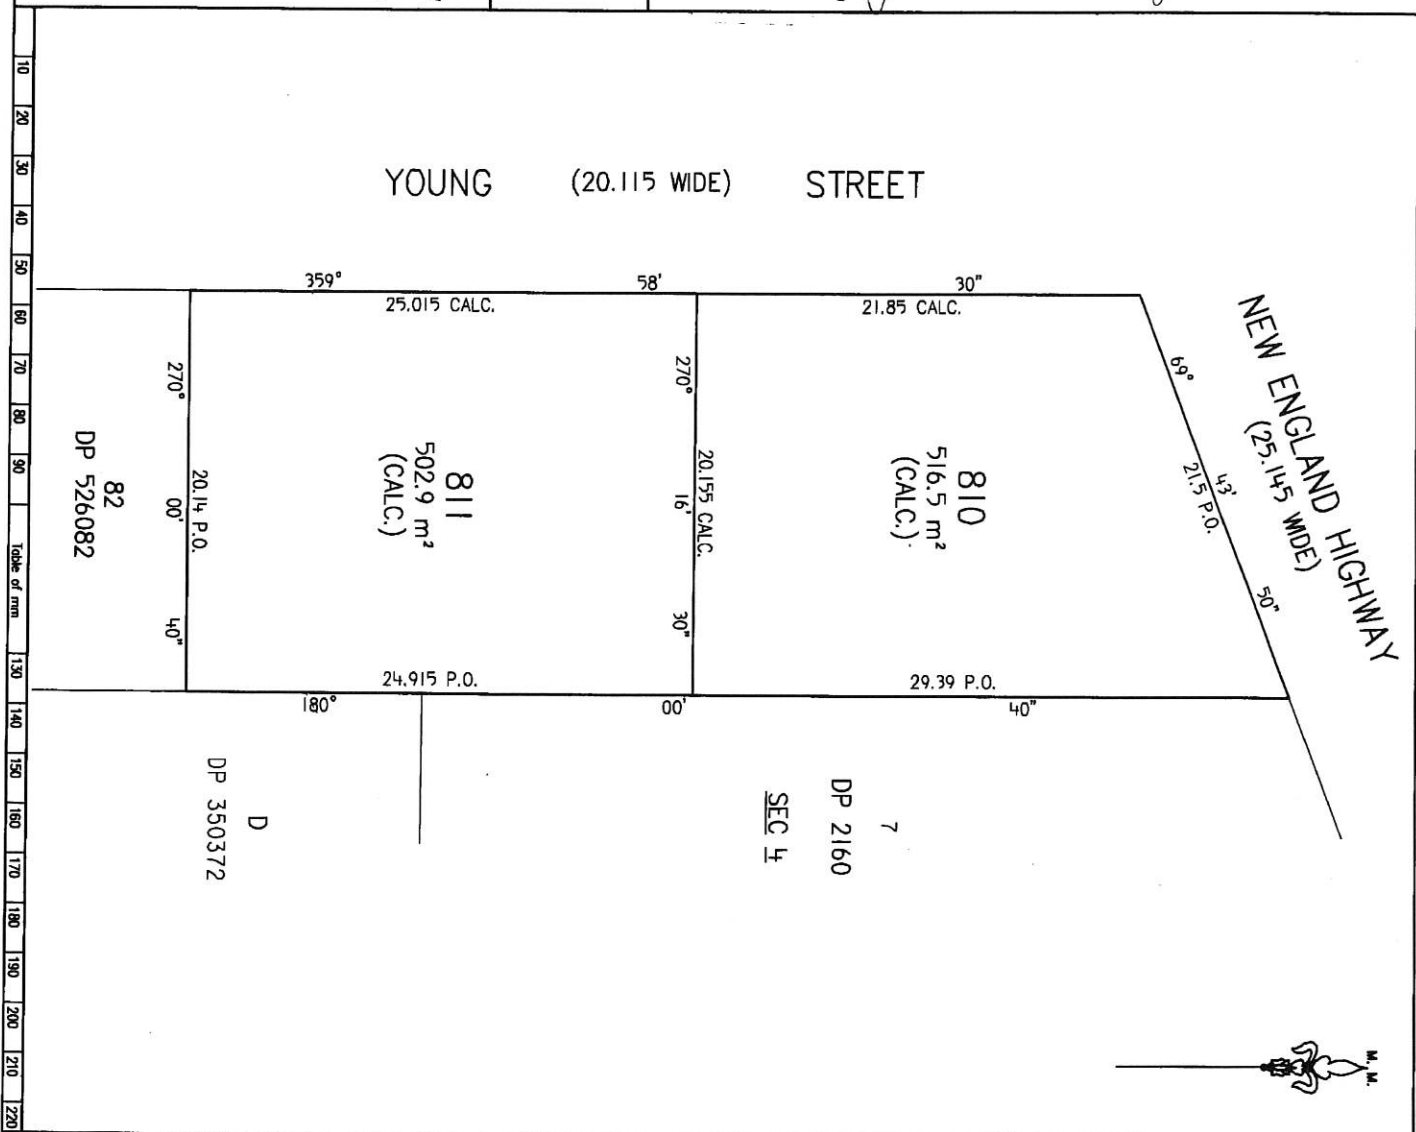 YOUNG (20.115 WIDE) STREET
359° 58' 30"
25.015 CALC.
21.85 CALC.
NEW ENGLAND HIGHWAY
(25.145 WIDE)
69° 43' 50"
21.5 P.O.
270° 00' 40"
20.14 P.O.
270° 16' 30"
20.155 CALC.
811
502.9 m²
(CALC.)
810
516.5 m²
(CALC.)
82
DP 526082
24.915 P.O.
29.39 P.O.
180° 00' 40"
D
DP 350372
7
DP 2160
SEC 4
M. M.
10 20 30 40 50 60 70 80 90 Table of mm 130 140 150 160 170 180 190 200 210 220